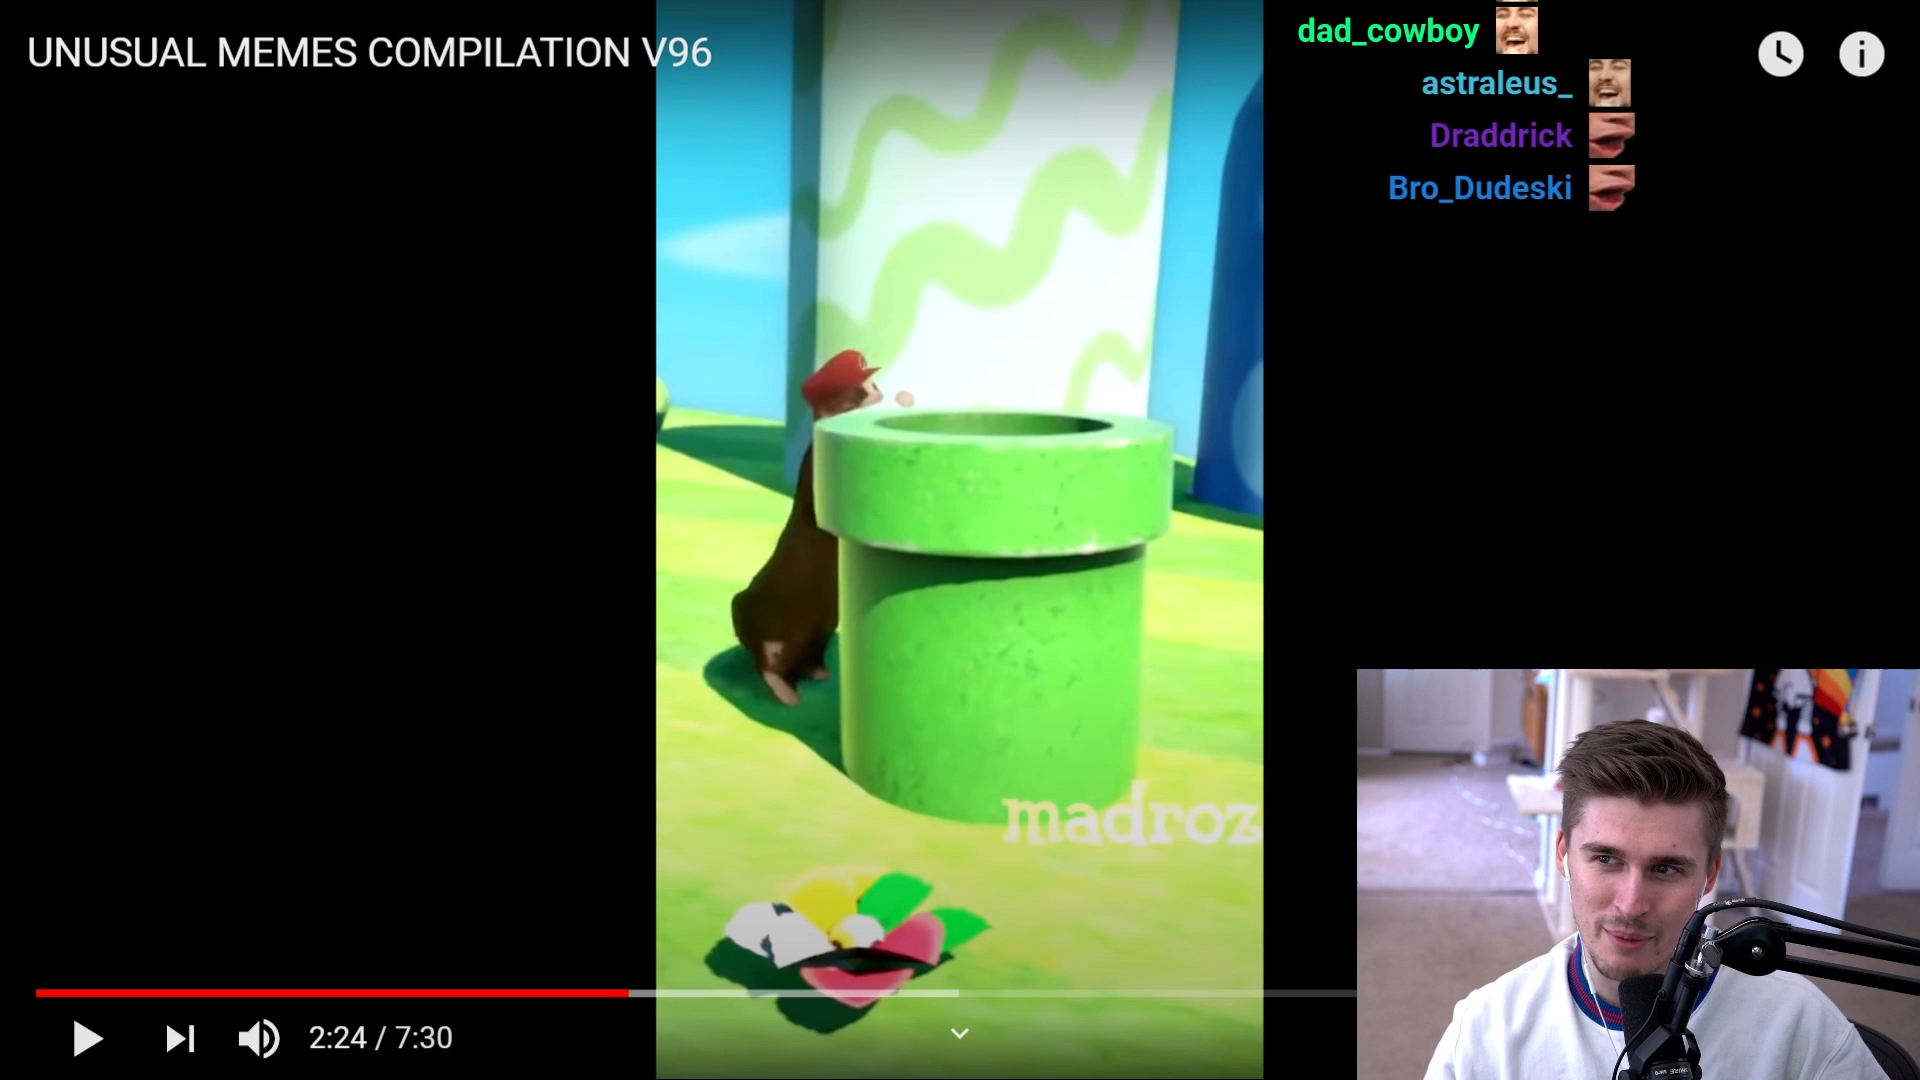 UNUSUAL MEMES COMPILATION V96
dad_cowboy
astraleus_
Draddrick
Bro_Dudeski
madroz
2:24 / 7:30